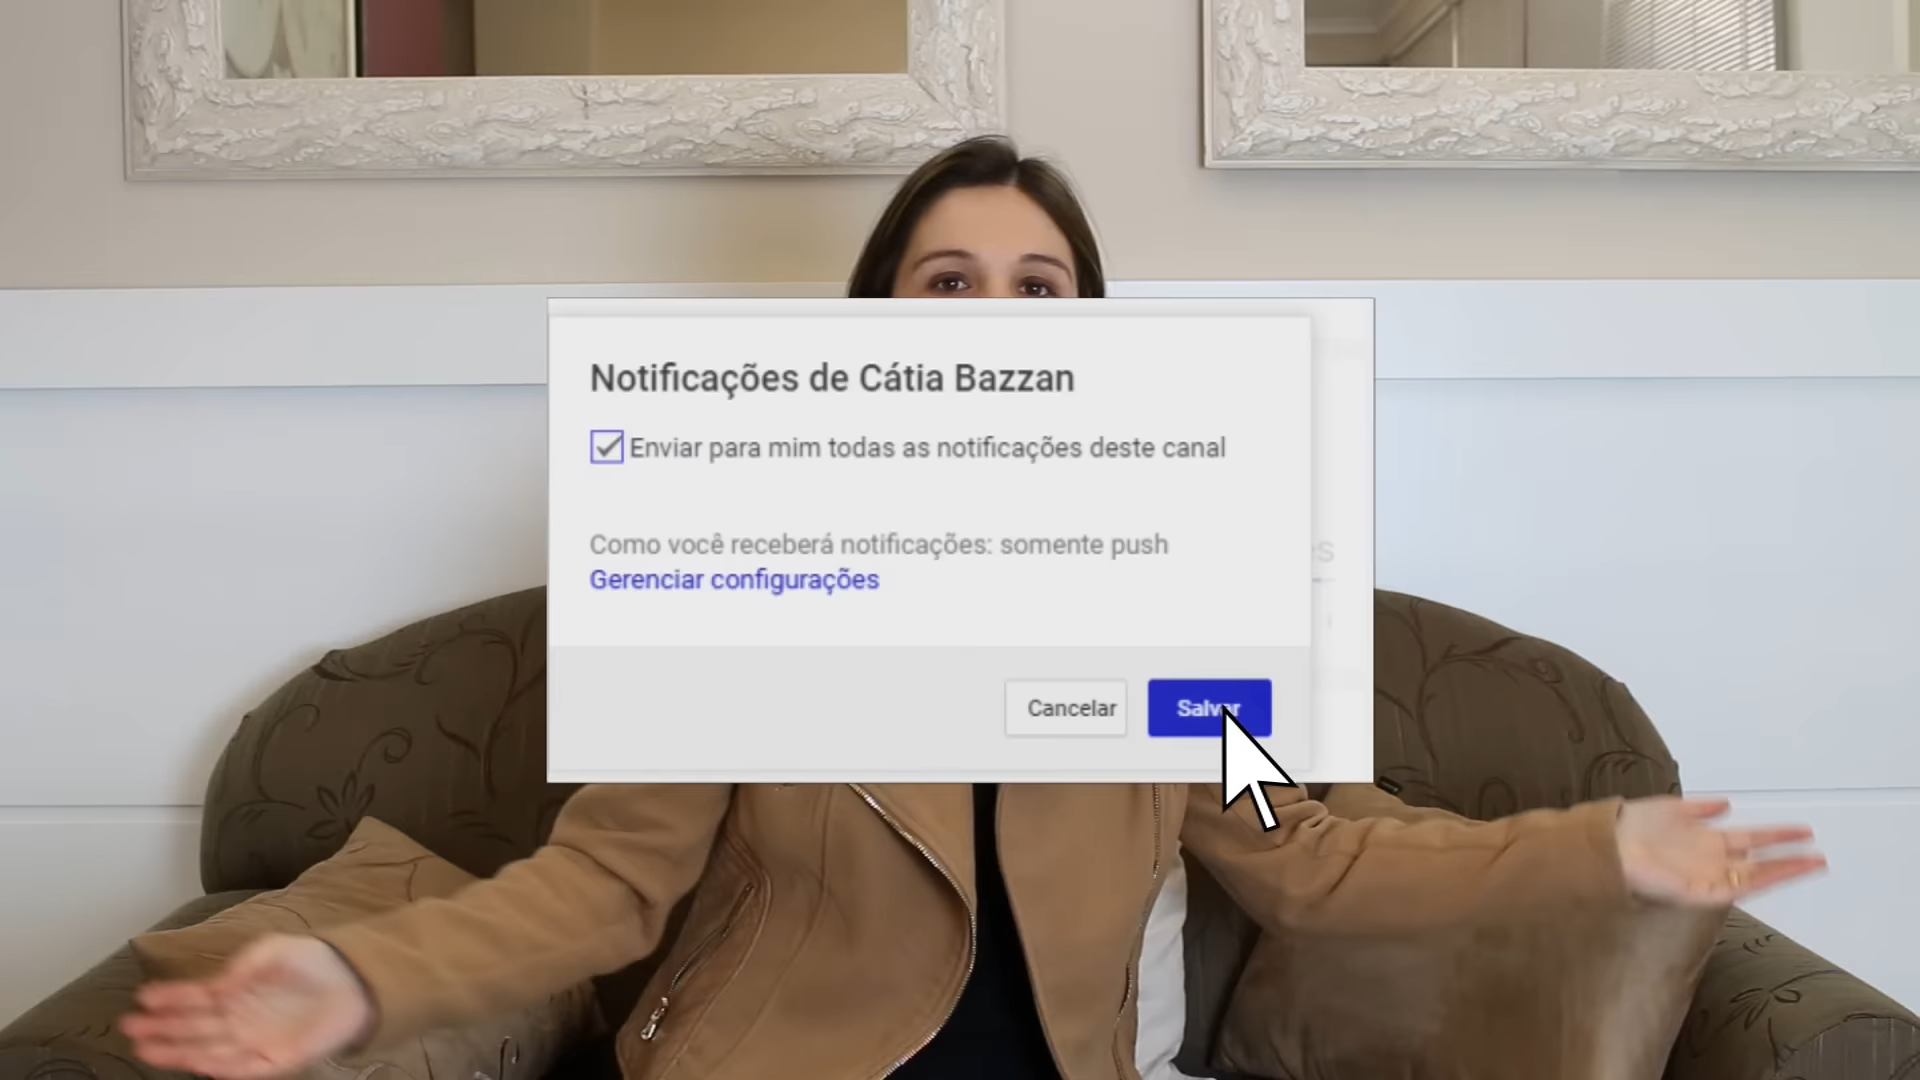 Notificações de Cátia Bazzan
Enviar para mim todas as notificações deste canal
Como você receberá notificações: somente push
Gerenciar configurações
Cancelar
Salvar